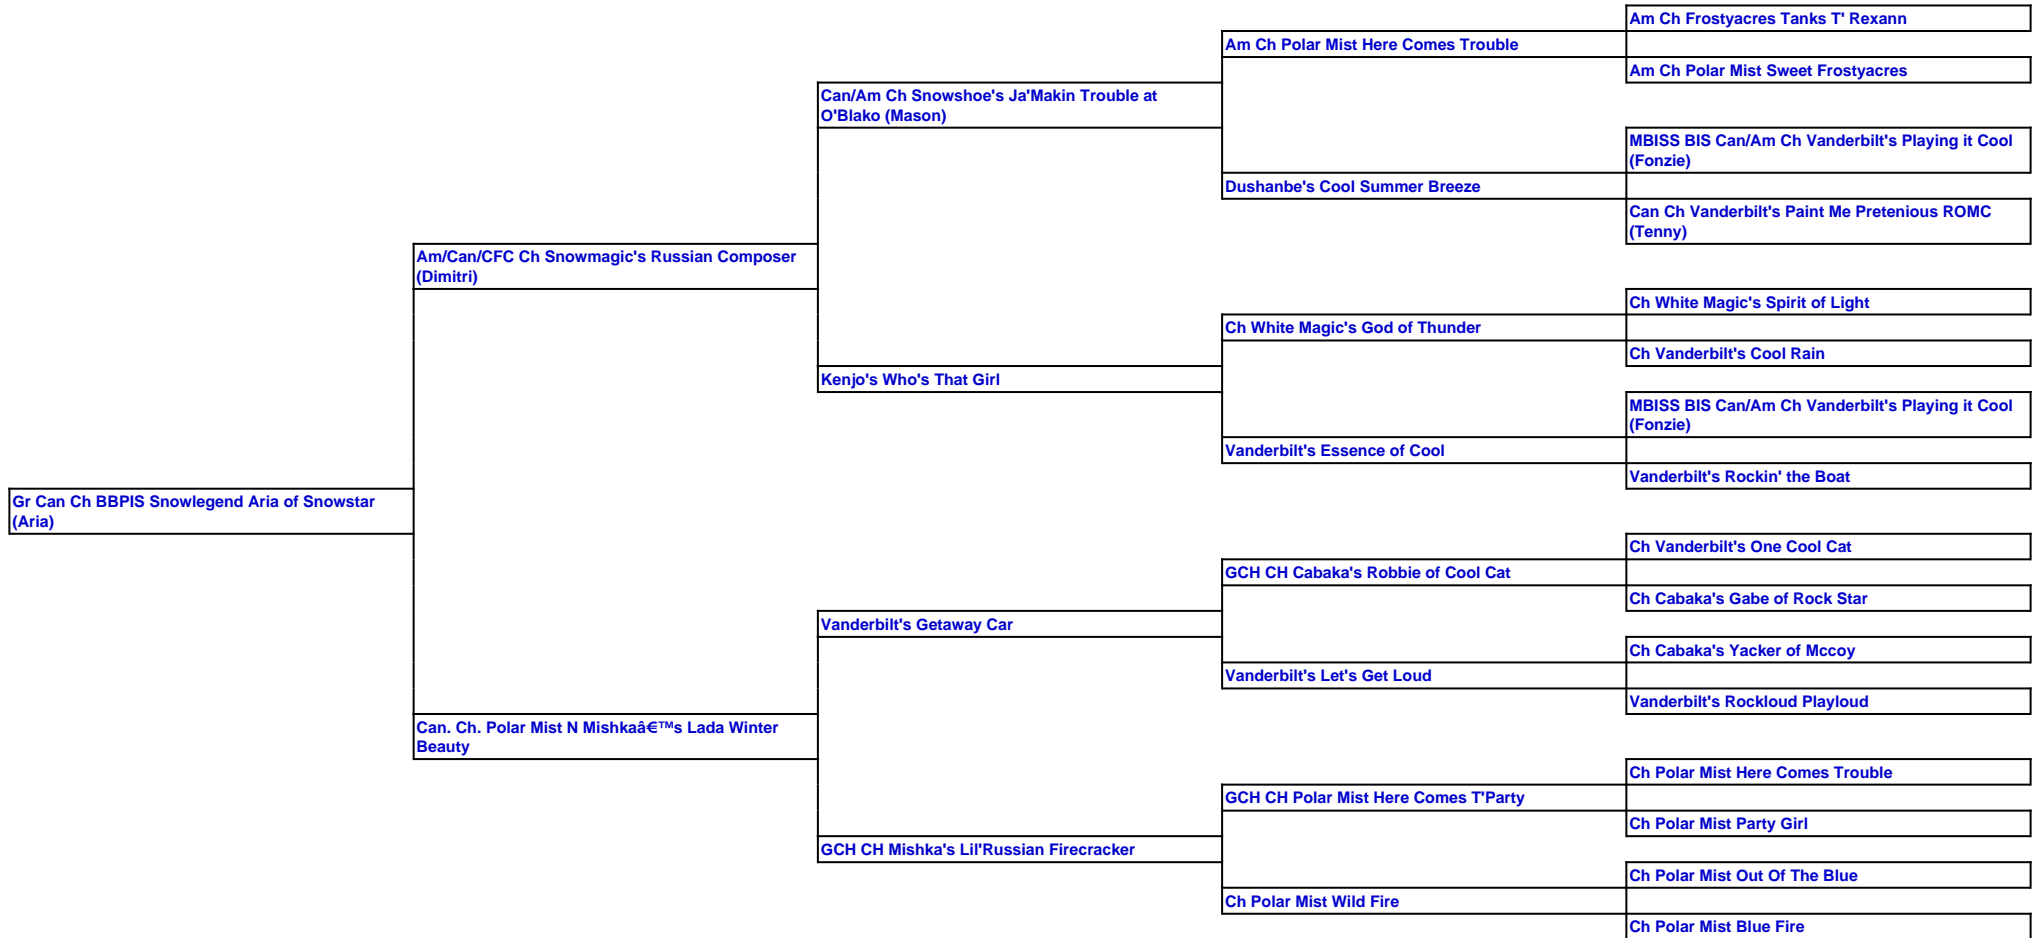 Am Ch Frostyacres Tanks T' Rexann
Am Ch Polar Mist Here Comes Trouble
Am Ch Polar Mist Sweet Frostyacres
Can/Am Ch Snowshoe's Ja'Makin Trouble at
O'Blako (Mason)
MBISS BIS Can/Am Ch Vanderbilt's Playing it Cool
(Fonzie)
Dushanbe's Cool Summer Breeze
Can Ch Vanderbilt's Paint Me Pretenious ROMC
(Tenny)
Am/Can/CFC Ch Snowmagic's Russian Composer
(Dimitri)
Ch White Magic's Spirit of Light
Ch White Magic's God of Thunder
Ch Vanderbilt's Cool Rain
Kenjo's Who's That Girl
MBISS BIS Can/Am Ch Vanderbilt's Playing it Cool
(Fonzie)
Vanderbilt's Essence of Cool
Vanderbilt's Rockin' the Boat
Gr Can Ch BBPIS Snowlegend Aria of Snowstar
(Aria)
Ch Vanderbilt's One Cool Cat
GCH CH Cabaka's Robbie of Cool Cat
Ch Cabaka's Gabe of Rock Star
Vanderbilt's Getaway Car
Ch Cabaka's Yacker of Mccoy
Vanderbilt's Let's Get Loud
Vanderbilt's Rockloud Playloud
Can. Ch. Polar Mist N Mishkaâ€™s Lada Winter
Beauty
Ch Polar Mist Here Comes Trouble
GCH CH Polar Mist Here Comes T'Party
Ch Polar Mist Party Girl
GCH CH Mishka's Lil'Russian Firecracker
Ch Polar Mist Out Of The Blue
Ch Polar Mist Wild Fire
Ch Polar Mist Blue Fire